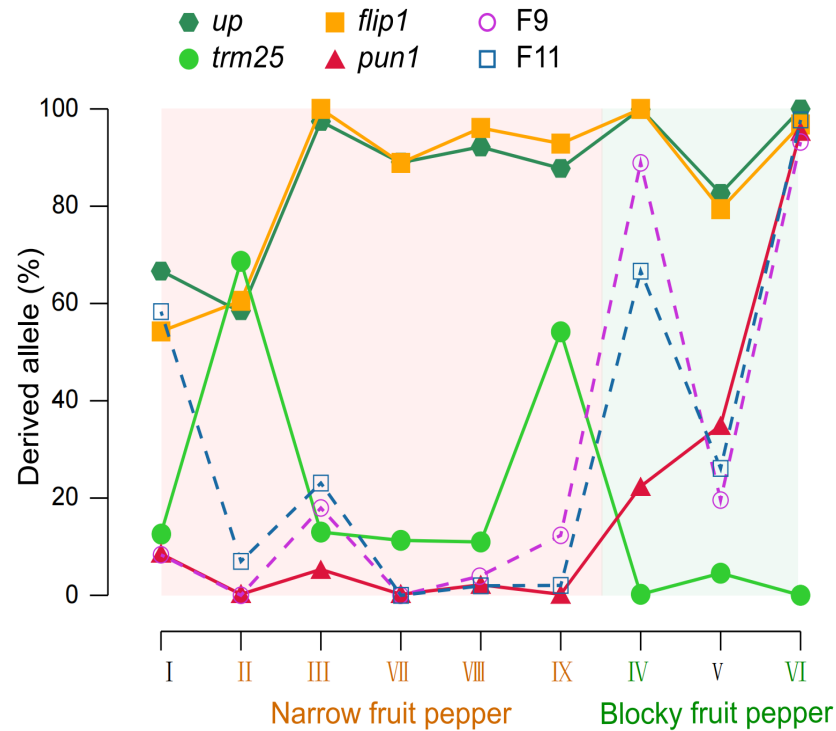 up flip1 F9
trm25 pun1 F11
100
80
60
40
20
0
Derived allele (%)
I II III VII VIII IX IV V VI
Narrow fruit pepper Blocky fruit pepper